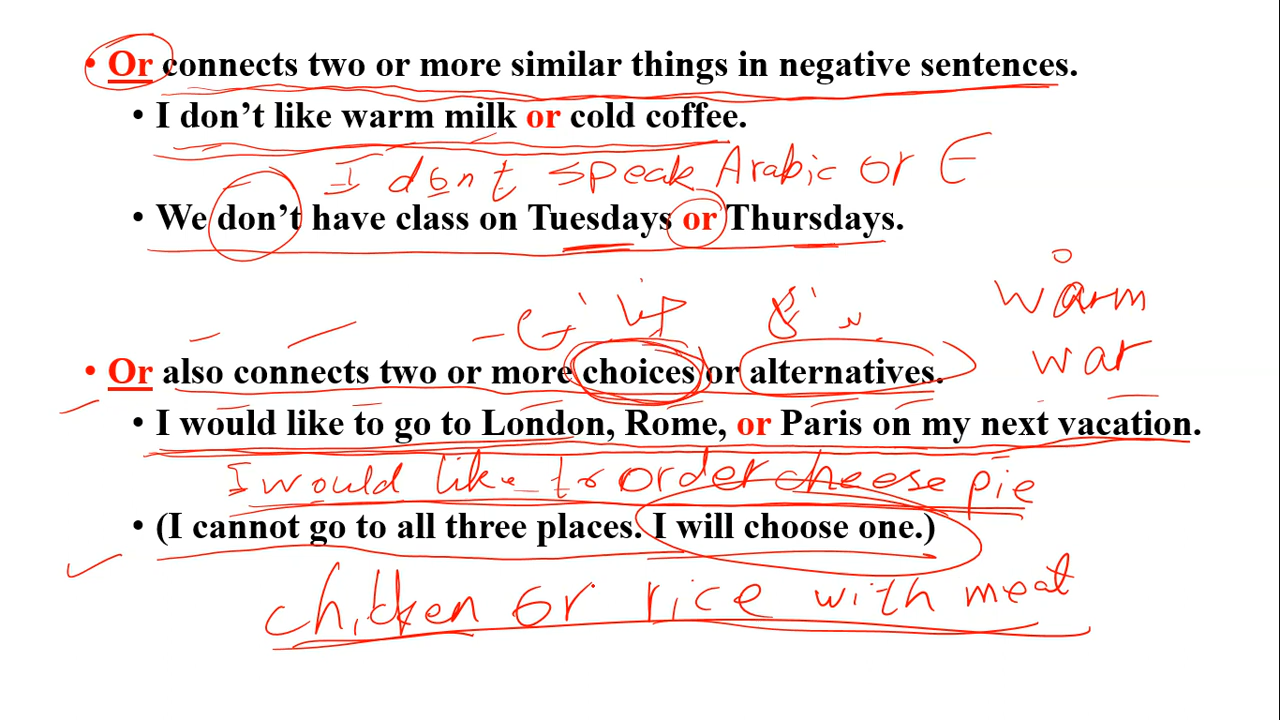 • Or connects two or more similar things in negative sentences.
• I don't like warm milk or cold coffee.
I dont speak Arabic or E
• We don't have class on Tuesdays or Thursdays.
warm
war
• Or also connects two or more choices or alternatives.
• I would like to go to London, Rome, or Paris on my next vacation.
I would like to order cheese pie
• (I cannot go to all three places. I will choose one.)
chicken or rice with meat